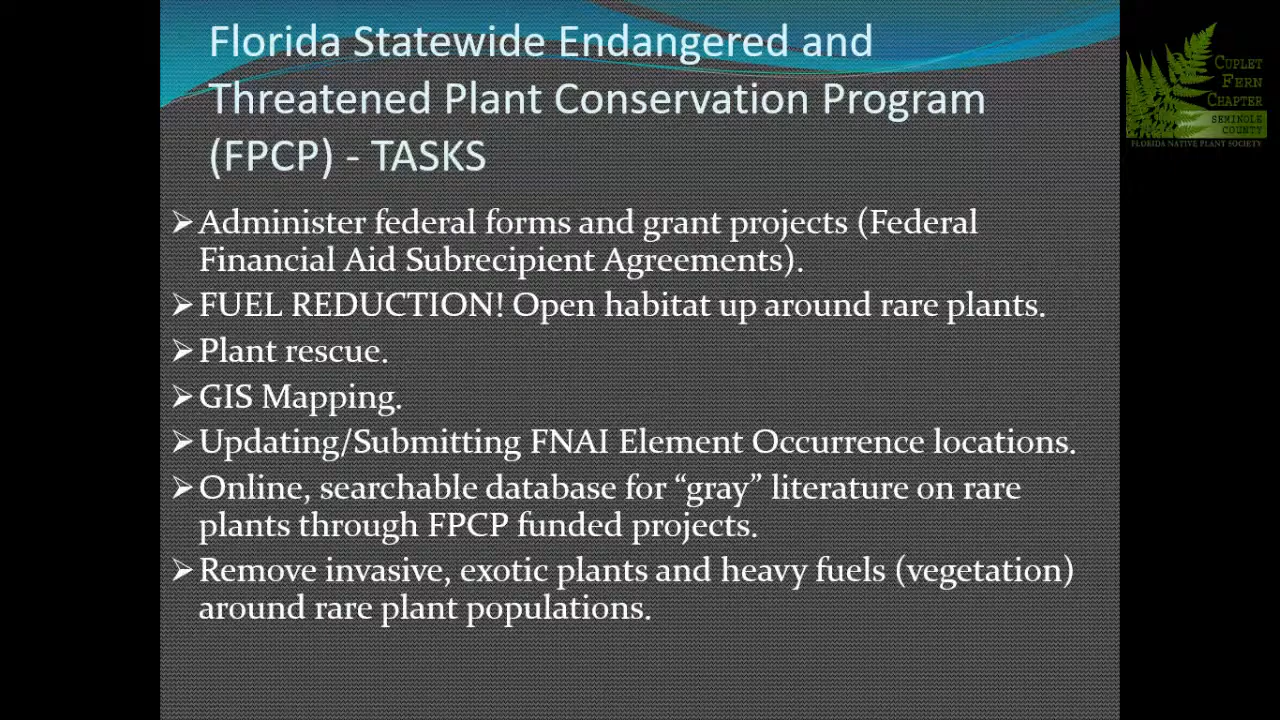 Florida Statewide Endangered and
Threatened Plant Conservation Program
(FPCP) - TASKS
CUPLET
FERN
CHAPTER
SEMINOLE
COUNTY
FLORIDA NATIVE PLANT SOCIETY
Administer federal forms and grant projects (Federal
Financial Aid Subrecipient Agreements).
FUEL REDUCTION! Open habitat up around rare plants.
Plant rescue.
GIS Mapping.
Updating/Submitting FNAI Element Occurrence locations.
Online, searchable database for “gray” literature on rare
plants through FPCP funded projects.
Remove invasive, exotic plants and heavy fuels (vegetation)
around rare plant populations.